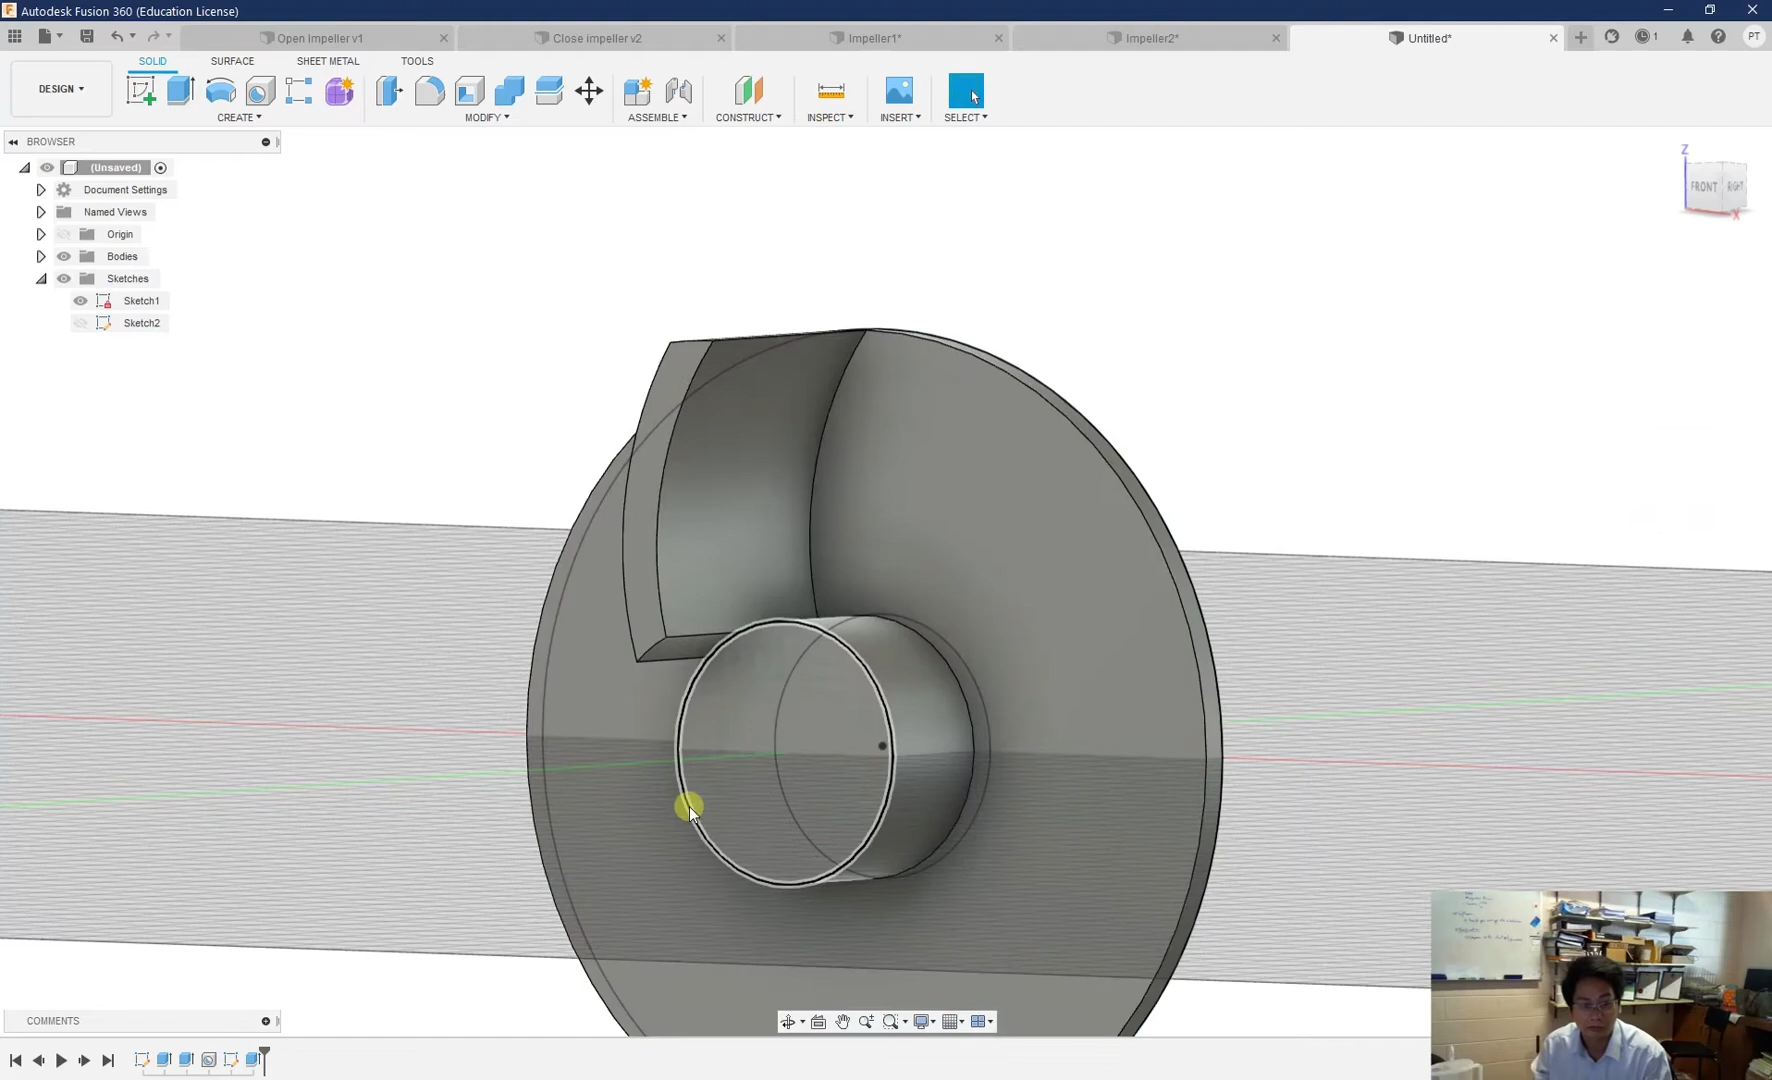 Autodesk Fusion 360 (Education License)
Open Impeller v1
Close impeller v2
Impeller1*
Impeller2*
Untitled*
1
PT
SOLID
SURFACE
SHEET METAL
TOOLS
DESIGN
CREATE
MODIFY
ASSEMBLE
CONSTRUCT
INSPECT
INSERT
SELECT
BROWSER
(Unsaved)
Document Settings
Named Views
Origin
Bodies
Sketches
Sketch1
Sketch2
Z
FRONT
RIGHT
X
COMMENTS